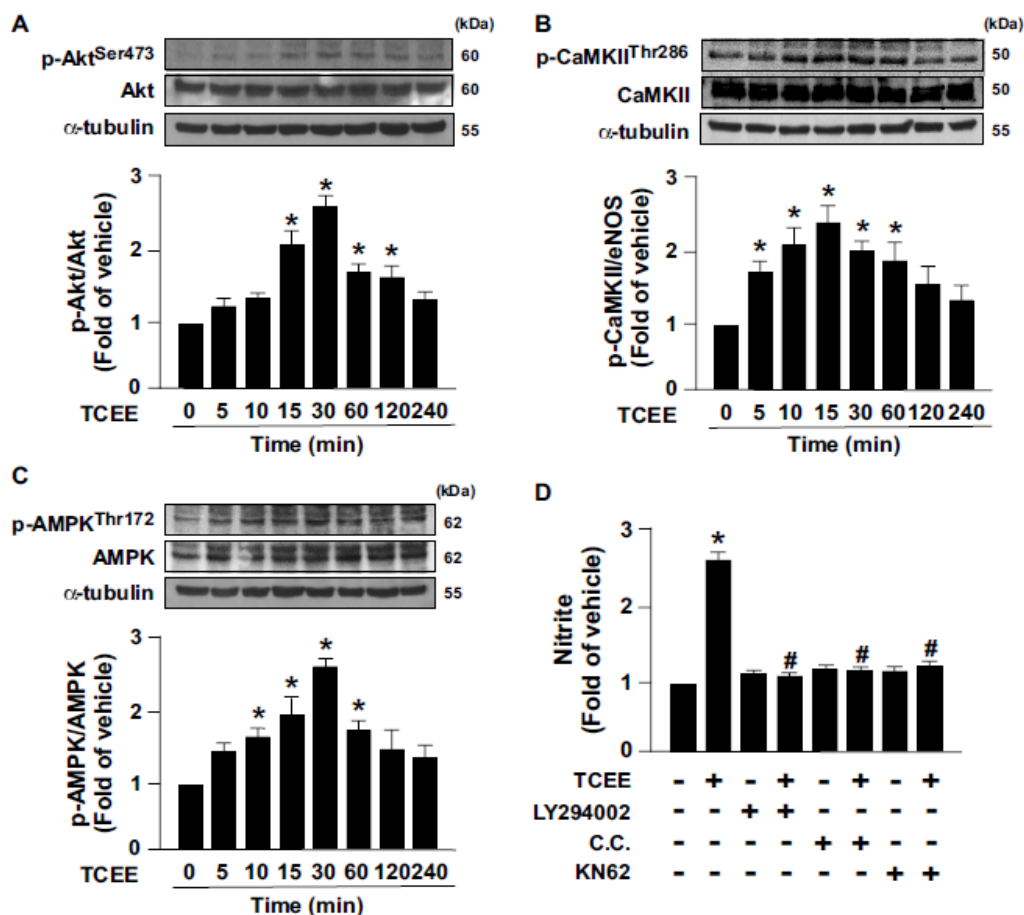 A
(kDa)
p-AktSer473
60
Akt
60
α-tubulin
55
p-Akt/Akt
(Fold of vehicle)
3
2
1
0
TCEE 0 5 10 15 30 60 120 240
Time (min)
* * * *
B
(kDa)
p-CaMKIIThr286
50
CaMKII
50
α-tubulin
55
p-CaMKII/eNOS
(Fold of vehicle)
3
2
1
0
* * * * *
TCEE 0 5 10 15 30 60 120 240
Time (min)
C
(kDa)
p-AMPKThr172
62
AMPK
62
α-tubulin
55
p-AMPK/AMPK
(Fold of vehicle)
3
2
1
0
* * * *
TCEE 0 5 10 15 30 60 120 240
Time (min)
D
Nitrite
(Fold of vehicle)
3
2
1
0
* # # #
TCEE - + - + - + - +
LY294002 - - + + - - - -
C.C. - - - - + + - -
KN62 - - - - - - + +